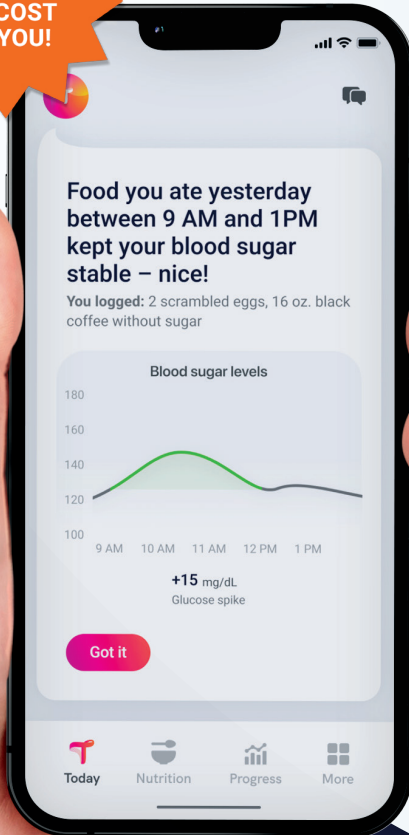 COST
YOU!
Food you ate yesterday
between 9 AM and 1PM
kept your blood sugar
stable – nice!
You logged: 2 scrambled eggs, 16 oz. black
coffee without sugar
Blood sugar levels
180
160
140
120
100
9 AM 10 AM 11 AM 12 PM 1 PM
+15 mg/dL
Glucose spike
Got it
Today Nutrition Progress More